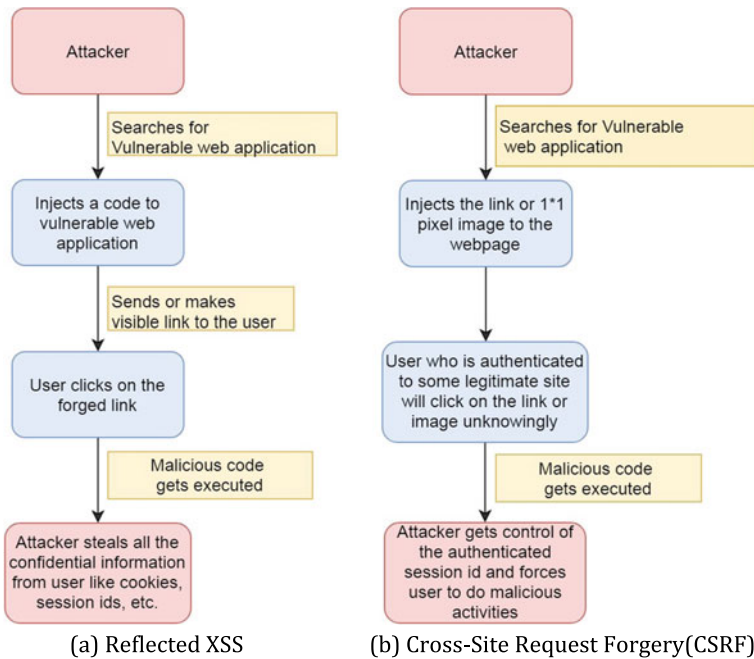 Attacker
Searches for
Vulnerable web application
Injects a code to
vulnerable web
application
Sends or makes
visible link to the user
User clicks on the
forged link
Malicious code
gets executed
Attacker steals all the
confidential information
from user like cookies,
session ids, etc.
(a) Reflected XSS
Attacker
Searches for Vulnerable
web application
Injects the link or 1*1
pixel image to the
webpage
User who is authenticated
to some legitimate site
will click on the link or
image unknowingly
Malicious code
gets executed
Attacker gets control of
the authenticated
session id and forces
user to do malicious
activities
(b) Cross-Site Request Forgery(CSRF)